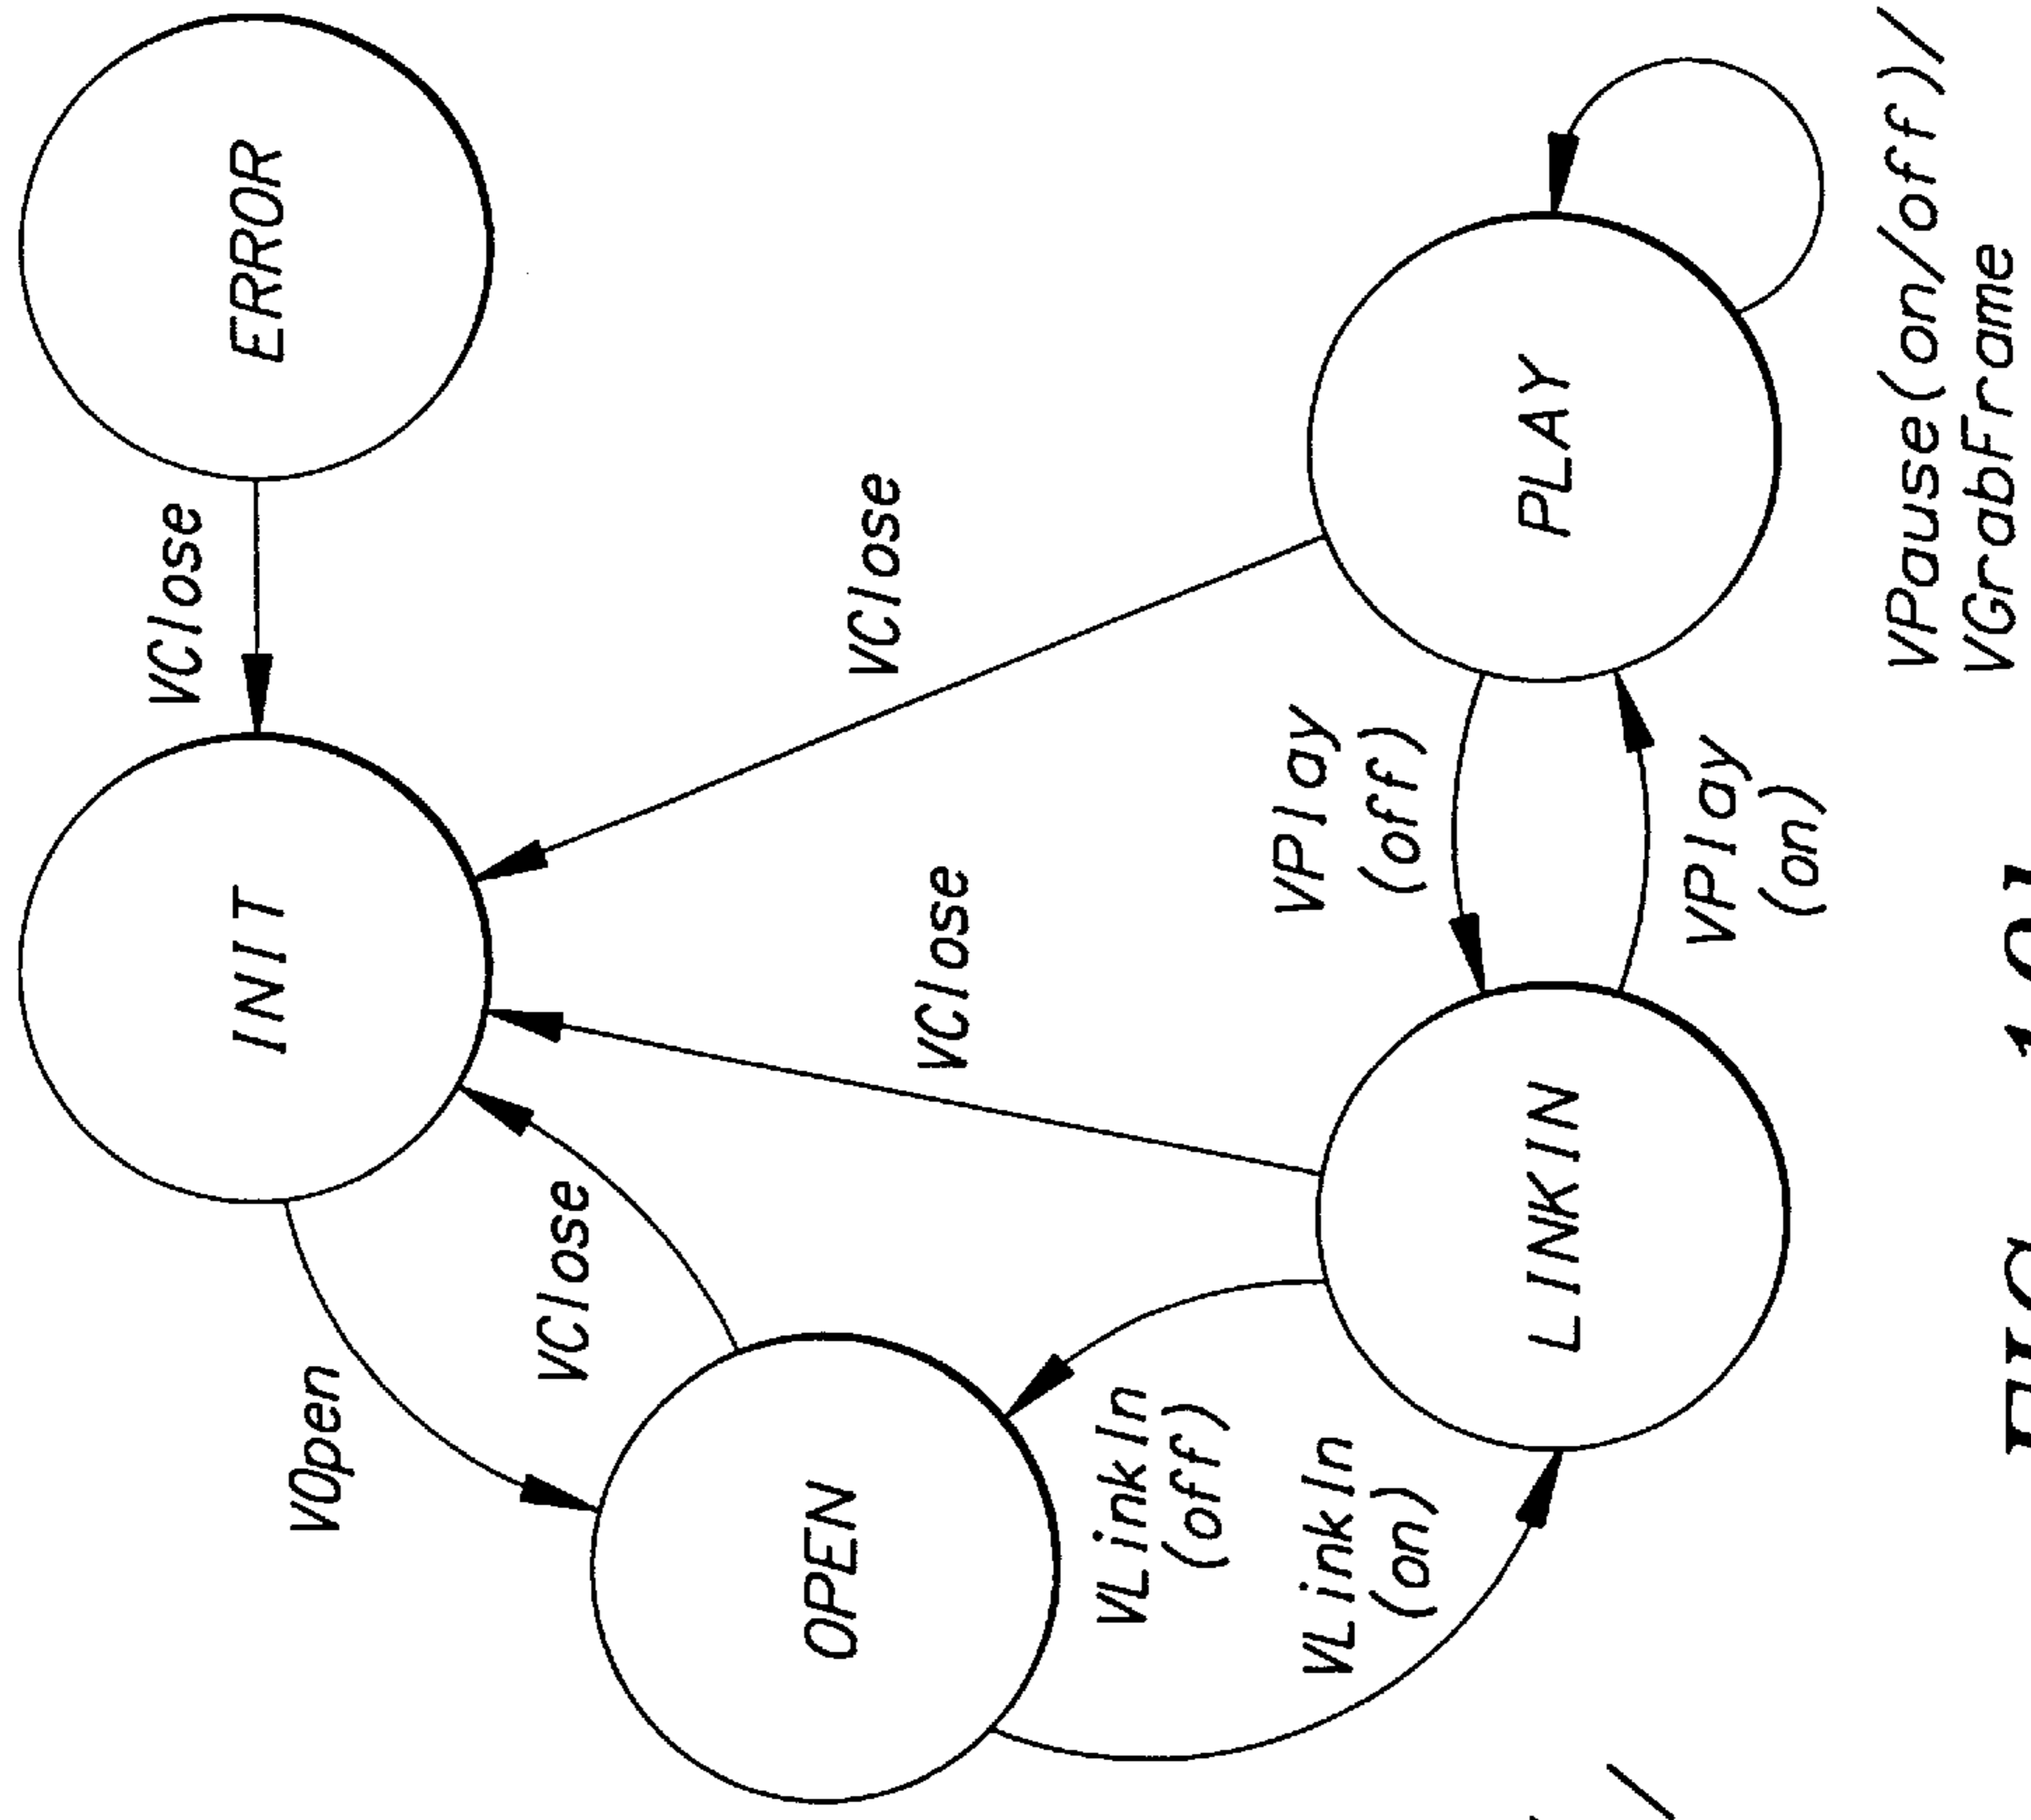 ERROR
VClose
INIT
VClose
VClose
VOpen
VClose
OPEN
VLinkIn
(off)
VLinkIn
(on)
LINKIN
VPlay
(off)
VPlay
(on)
PLAY
VPause(on/off)/
VGrabFrame